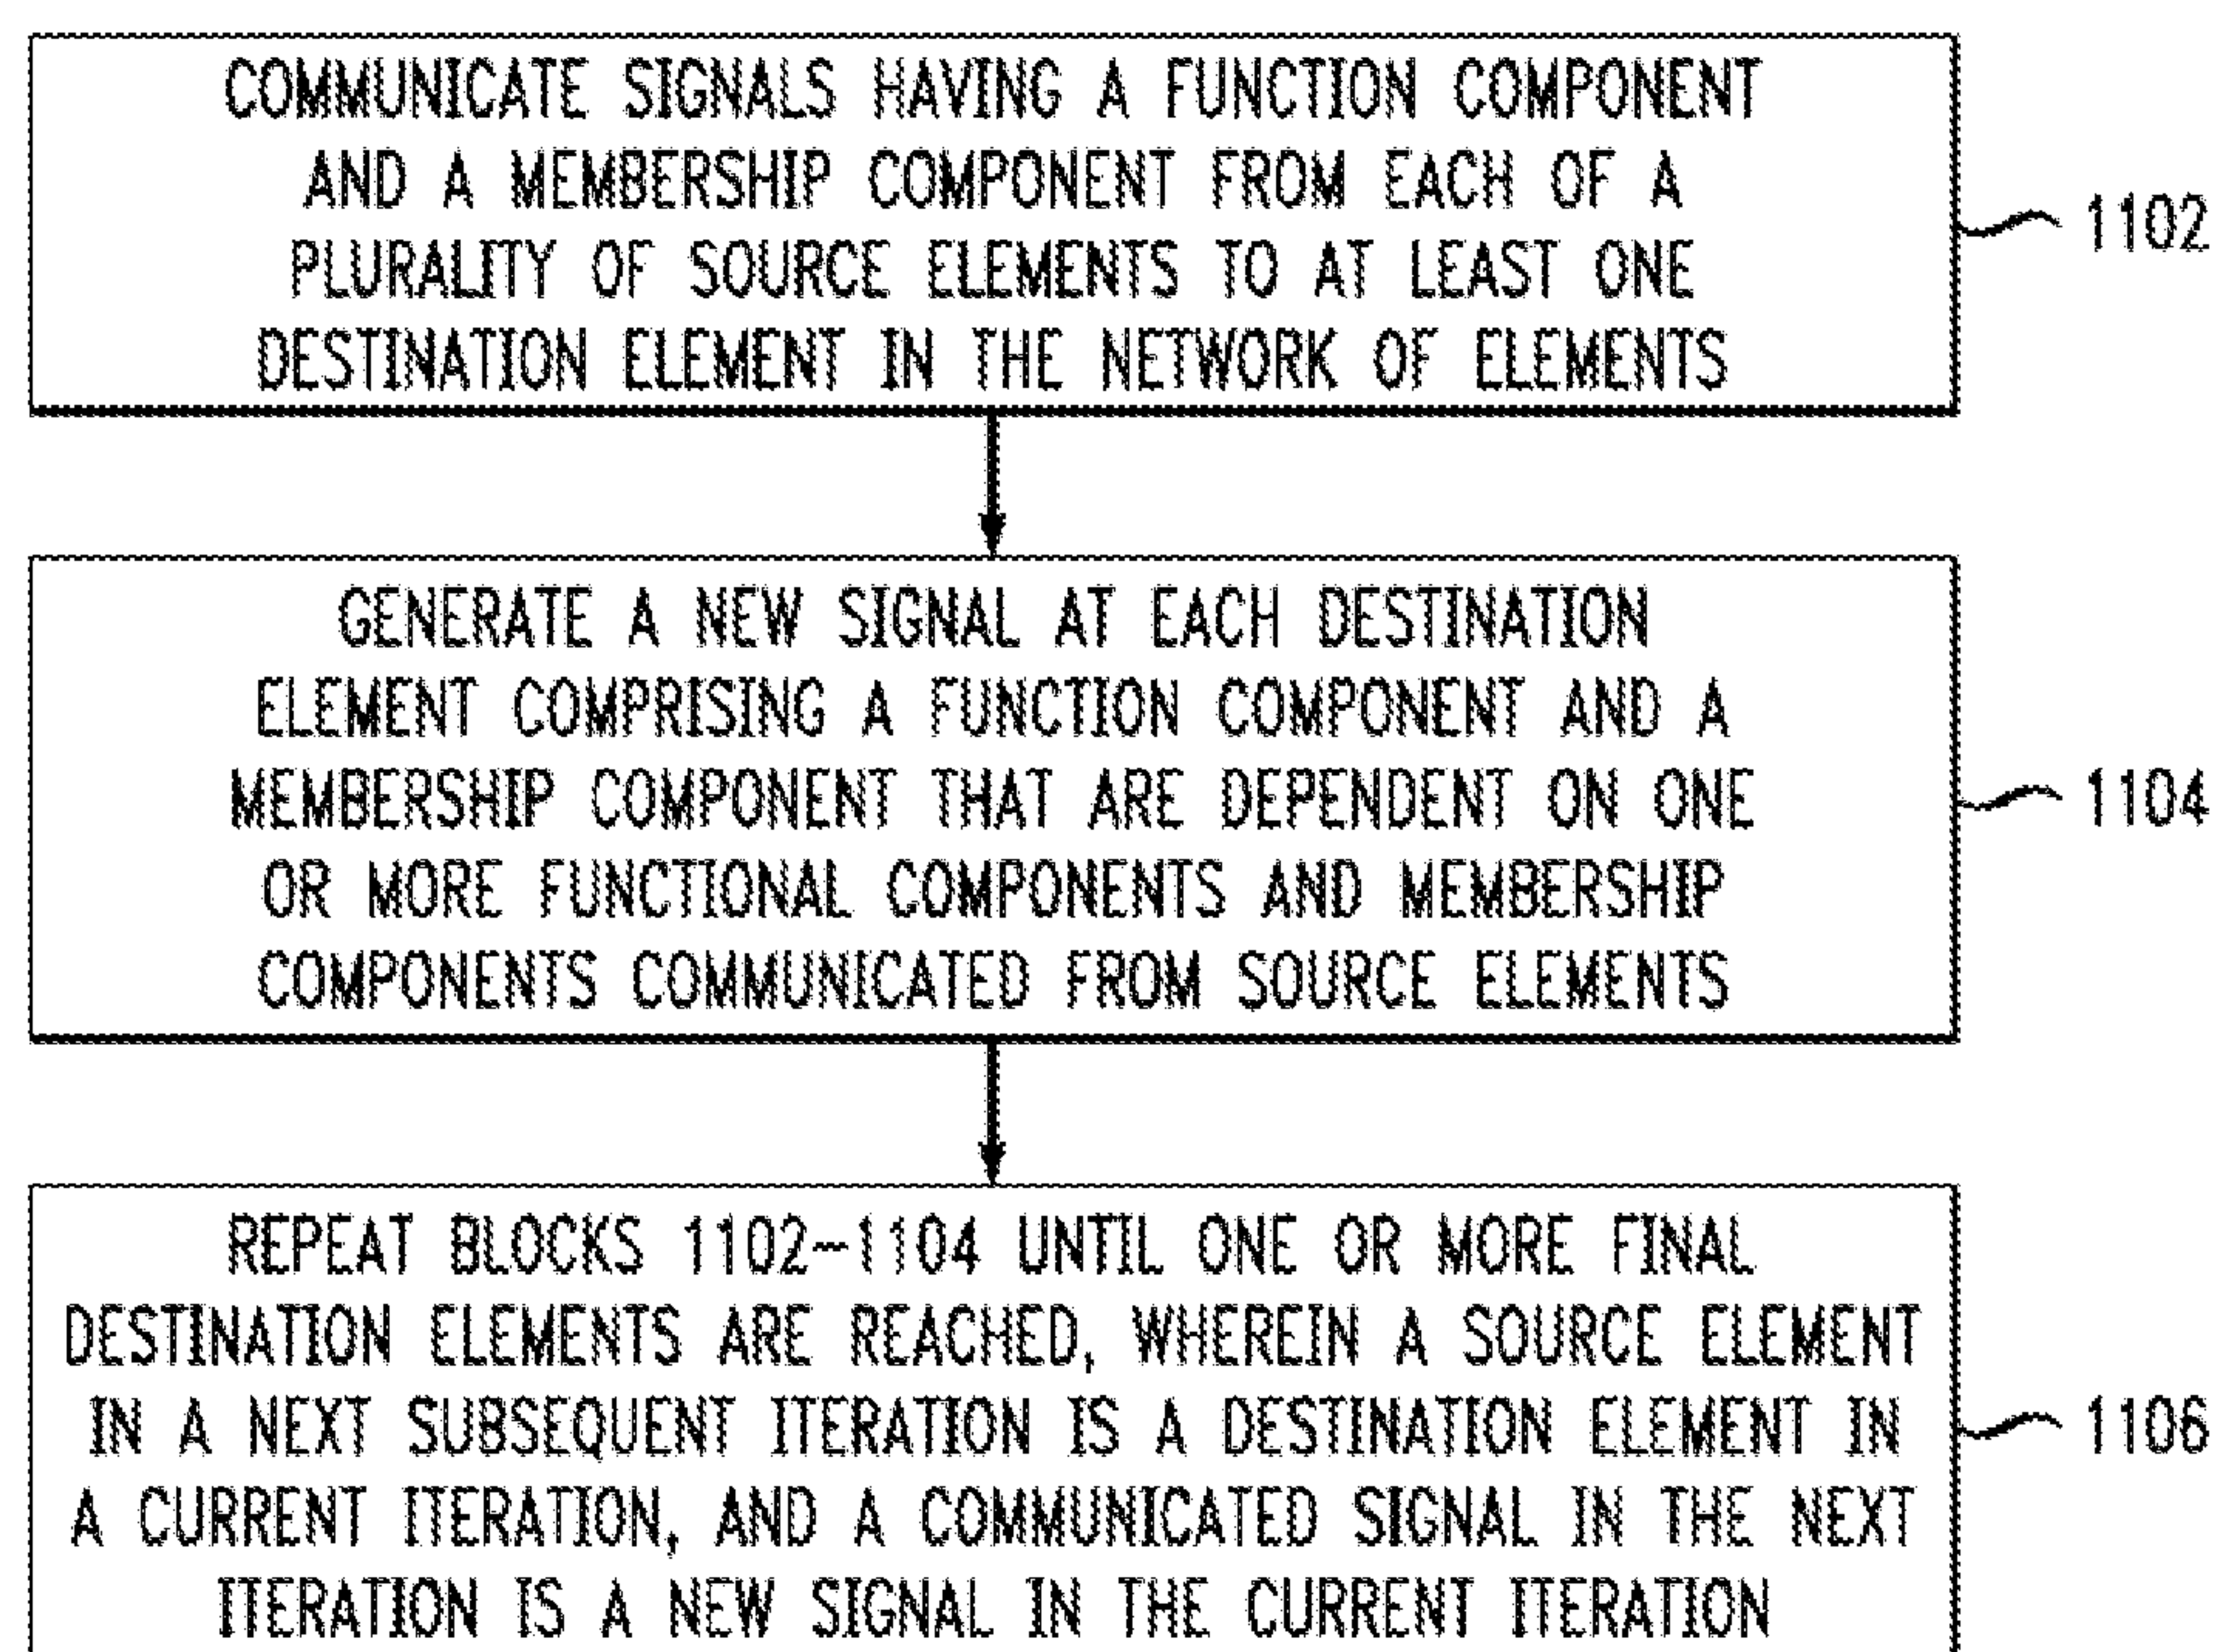 COMMUNICATE SIGNALS HAVING A FUNCTION COMPONENT
AND A MEMBERSHIP COMPONENT FROM EACH OF A
PLURALITY OF SOURCE ELEMENTS TO AT LEAST ONE
DESTINATION ELEMENT IN THE NETWORK OF ELEMENTS
1102
GENERATE A NEW SIGNAL AT EACH DESTINATION
ELEMENT COMPRISING A FUNCTION COMPONENT AND A
MEMBERSHIP COMPONENT THAT ARE DEPENDENT ON ONE
OR MORE FUNCTIONAL COMPONENTS AND MEMBERSHIP
COMPONENTS COMMUNICATED FROM SOURCE ELEMENTS
1104
REPEAT BLOCKS 1102-1104 UNTIL ONE OR MORE FINAL
DESTINATION ELEMENTS ARE REACHED, WHEREIN A SOURCE ELEMENT
IN A NEXT SUBSEQUENT ITERATION IS A DESTINATION ELEMENT IN
A CURRENT ITERATION, AND A COMMUNICATED SIGNAL IN THE NEXT
ITERATION IS A NEW SIGNAL IN THE CURRENT ITERATION
1106